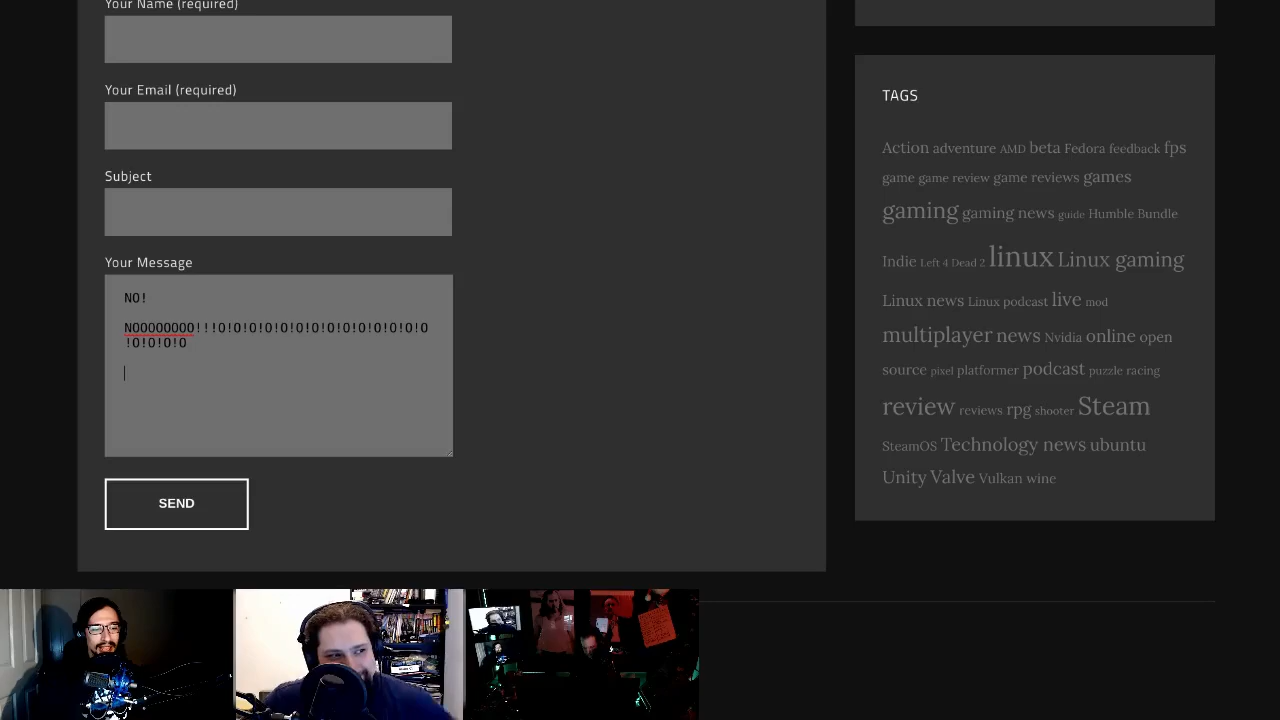 Your Name (required)
Your Email (required)
Subject
Your Message
NO!
NOOOOOOOO!!!O!O!O!O!O!O!O!O!O!O!O!O!O!O
!O!O!O!O
SEND
TAGS
Action adventure AMD beta Fedora feedback fps
game game review game reviews games
gaming gaming news guide Humble Bundle
Indie Left 4 Dead 2 linux Linux gaming
Linux news Linux podcast live mod
multiplayer news Nvidia online open
source pixel platformer podcast puzzle racing
review reviews rpg shooter Steam
SteamOS Technology news ubuntu
Unity Valve Vulkan wine